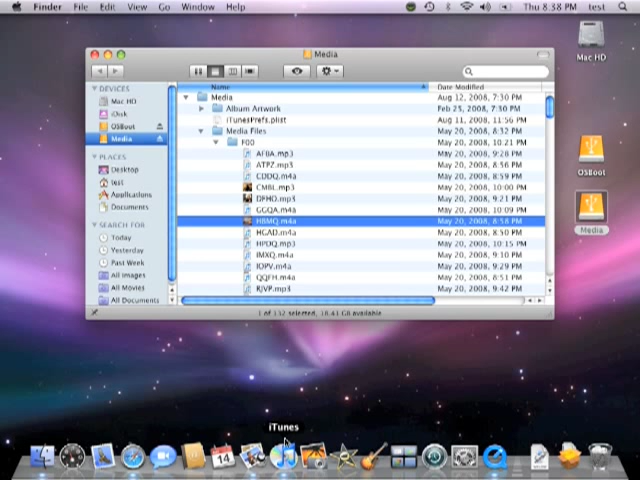 Finder File Edit View Go Window Help Thu 8:38 PM test
Media
Name Date Modified
DEVICES
Mac HD
iDisk
OSBoot
Media
PLACES
Desktop
test
Applications
Documents
SEARCH FOR
Today
Yesterday
Past Week
All Images
All Movies
All Documents
Media Aug 12, 2008, 7:30 PM
Album Artwork Feb 25, 2008, 7:30 PM
iTunesPrefs.plist Aug 11, 2008, 11:56 PM
Media Files May 20, 2008, 8:32 PM
F00 May 20, 2008, 10:21 PM
AFBA.mp3 May 20, 2008, 9:28 PM
ATPZ.mp3 May 20, 2008, 8:56 PM
CDDQ.m4a May 20, 2008, 8:59 PM
CMBL.mp3 May 20, 2008, 10:00 PM
DFHO.mp3 May 20, 2008, 9:21 PM
GGQA.m4a May 20, 2008, 10:09 PM
HBMQ.m4a May 20, 2008, 8:58 PM
HCAD.m4a May 20, 2008, 8:50 PM
HPDQ.mp3 May 20, 2008, 10:15 PM
IMXQ.m4a May 20, 2008, 9:10 PM
IOPV.m4a May 20, 2008, 9:29 PM
QQFH.m4a May 20, 2008, 8:51 PM
RJVP.mp3 May 20, 2008, 9:42 PM
1 of 132 selected, 18.41 GB available
Mac HD
OSBoot
Media
iTunes
14